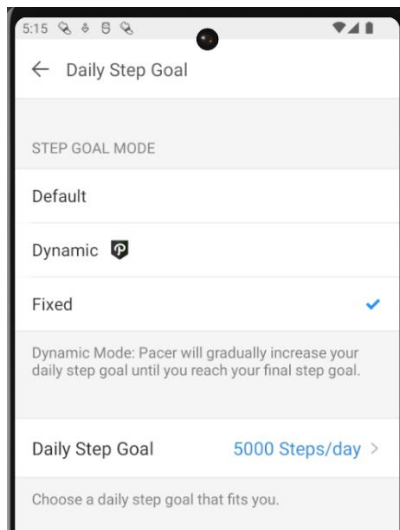 5:15
Daily Step Goal
STEP GOAL MODE
Default
Dynamic
Fixed
Dynamic Mode: Pacer will gradually increase your
daily step goal until you reach your final step goal.
Daily Step Goal 5000 Steps/day
Choose a daily step goal that fits you.